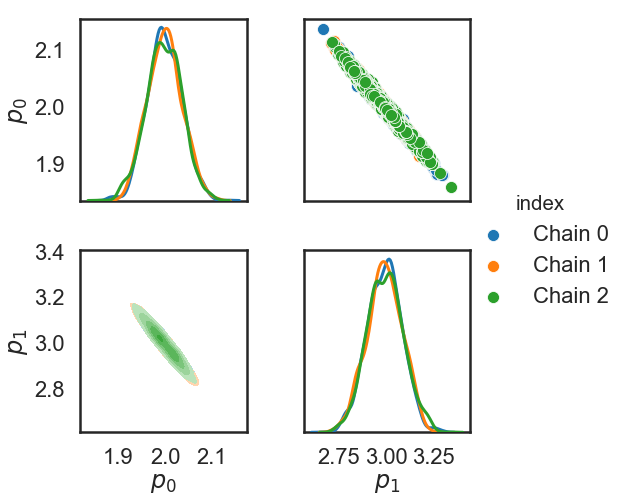 2.1
2.0
1.9
p0
index
Chain 0
Chain 1
Chain 2
3.4
3.2
3.0
2.8
p1
1.9 2.0 2.1
2.75 3.00 3.25
p0
p1